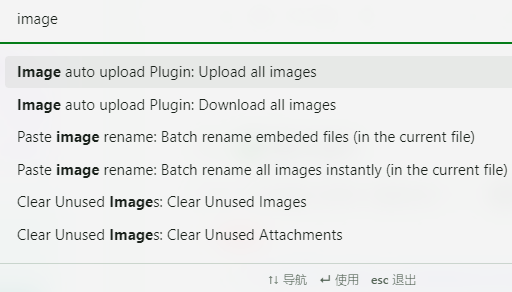 image
Image auto upload Plugin: Upload all images
Image auto upload Plugin: Download all images
Paste image rename: Batch rename embeded files (in the current file)
Paste image rename: Batch rename all images instantly (in the current file)
Clear Unused Images: Clear Unused Images
Clear Unused Images: Clear Unused Attachments
↑↓ 导航 ↵ 使用 esc 退出